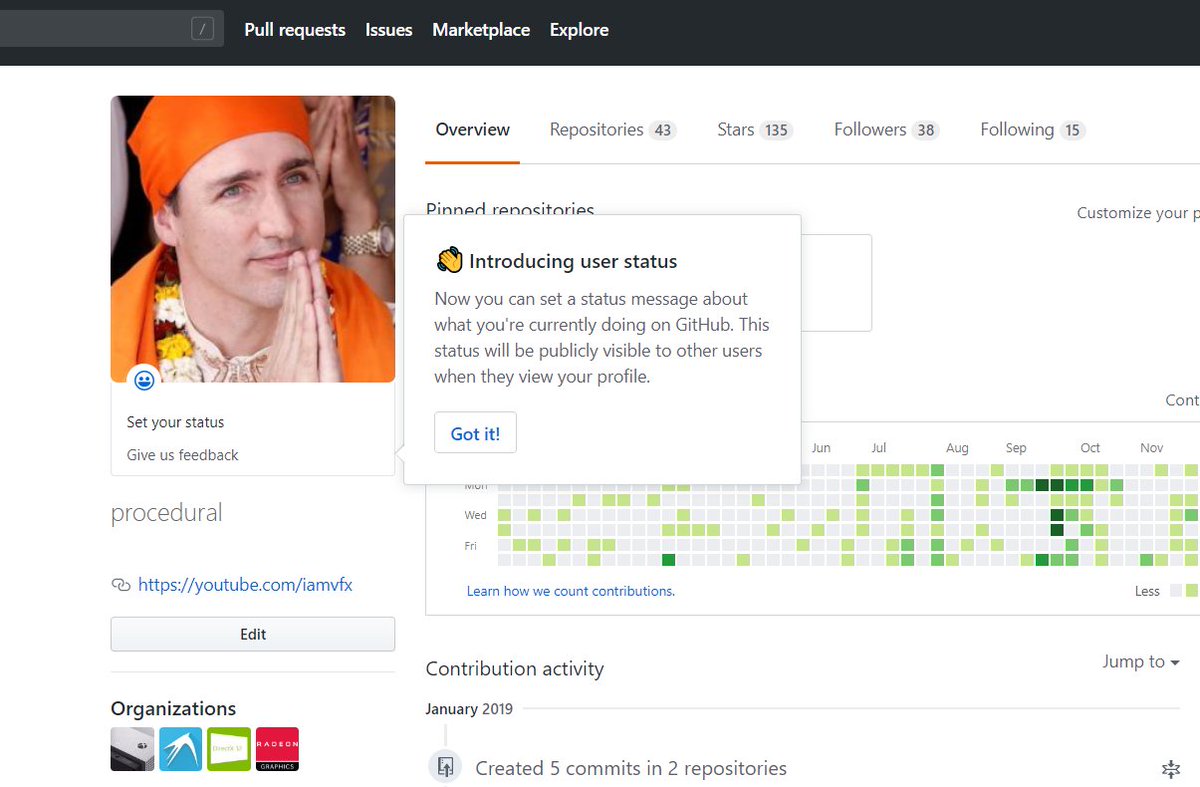 /
Pull requests Issues Marketplace Explore
Overview Repositories 43 Stars 135 Followers 38 Following 15
Pinned repositories
Customize your p
Introducing user status
Now you can set a status message about
what you're currently doing on GitHub. This
status will be publicly visible to other users
when they view your profile.
Got it!
Set your status
Give us feedback
procedural
https://youtube.com/iamvfx
Edit
Organizations
RADEON
GRAPHICS
Cont
Jun Jul Aug Sep Oct Nov
Mon
Wed
Fri
Learn how we count contributions.
Less
Contribution activity
Jump to
January 2019
Created 5 commits in 2 repositories